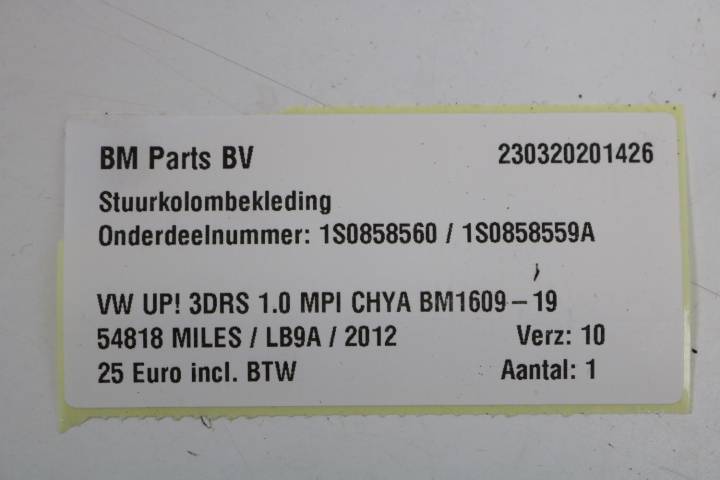 BM Parts BV 230320201426
Stuurkolombekleding
Onderdeelnummer: 1S0858560 / 1S0858559A
VW UP! 3DRS 1.0 MPI CHYA BM1609 – 19
54818 MILES / LB9A / 2012 Verz: 10
25 Euro incl. BTW Aantal: 1